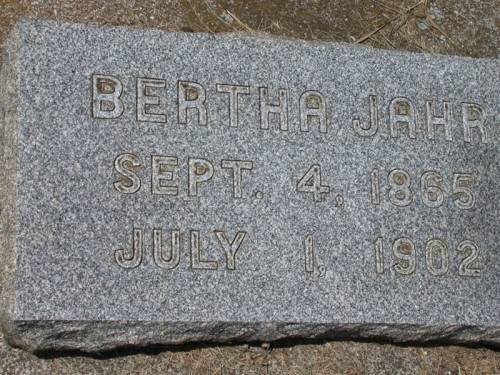 BERTHA JAHR
SEPT. 4, 1865
JULY 1, 1902